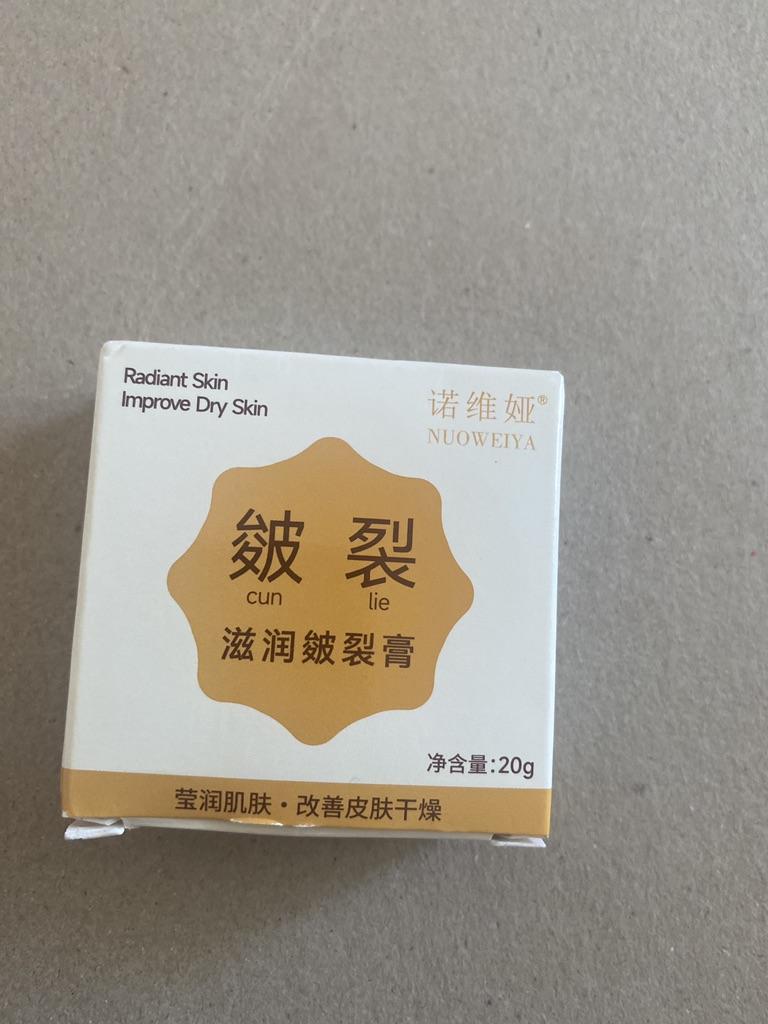 Radiant Skin
Improve Dry Skin
诺维娅®
NUOWEIYA
皴 裂
cun lie
滋润皴裂膏
净含量:20g
莹润肌肤·改善皮肤干燥